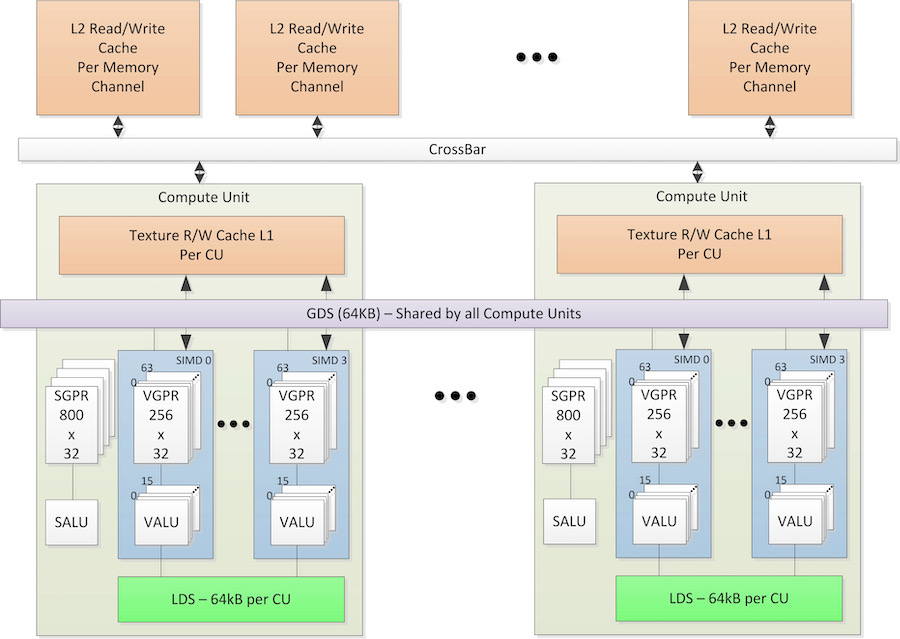 L2 Read/Write
Cache
Per Memory
Channel
L2 Read/Write
Cache
Per Memory
Channel
L2 Read/Write
Cache
Per Memory
Channel
CrossBar
Compute Unit
Texture R/W Cache L1
Per CU
Compute Unit
Texture R/W Cache L1
Per CU
GDS (64KB) – Shared by all Compute Units
SGPR
800
x
32
SALU
SIMD 0
63
0
VGPR
256
x
32
15
0
VALU
SIMD 3
63
0
VGPR
256
x
32
15
0
VALU
LDS – 64kB per CU
SGPR
800
x
32
SALU
SIMD 0
63
0
VGPR
256
x
32
15
0
VALU
SIMD 3
63
0
VGPR
256
x
32
15
0
VALU
LDS – 64kB per CU